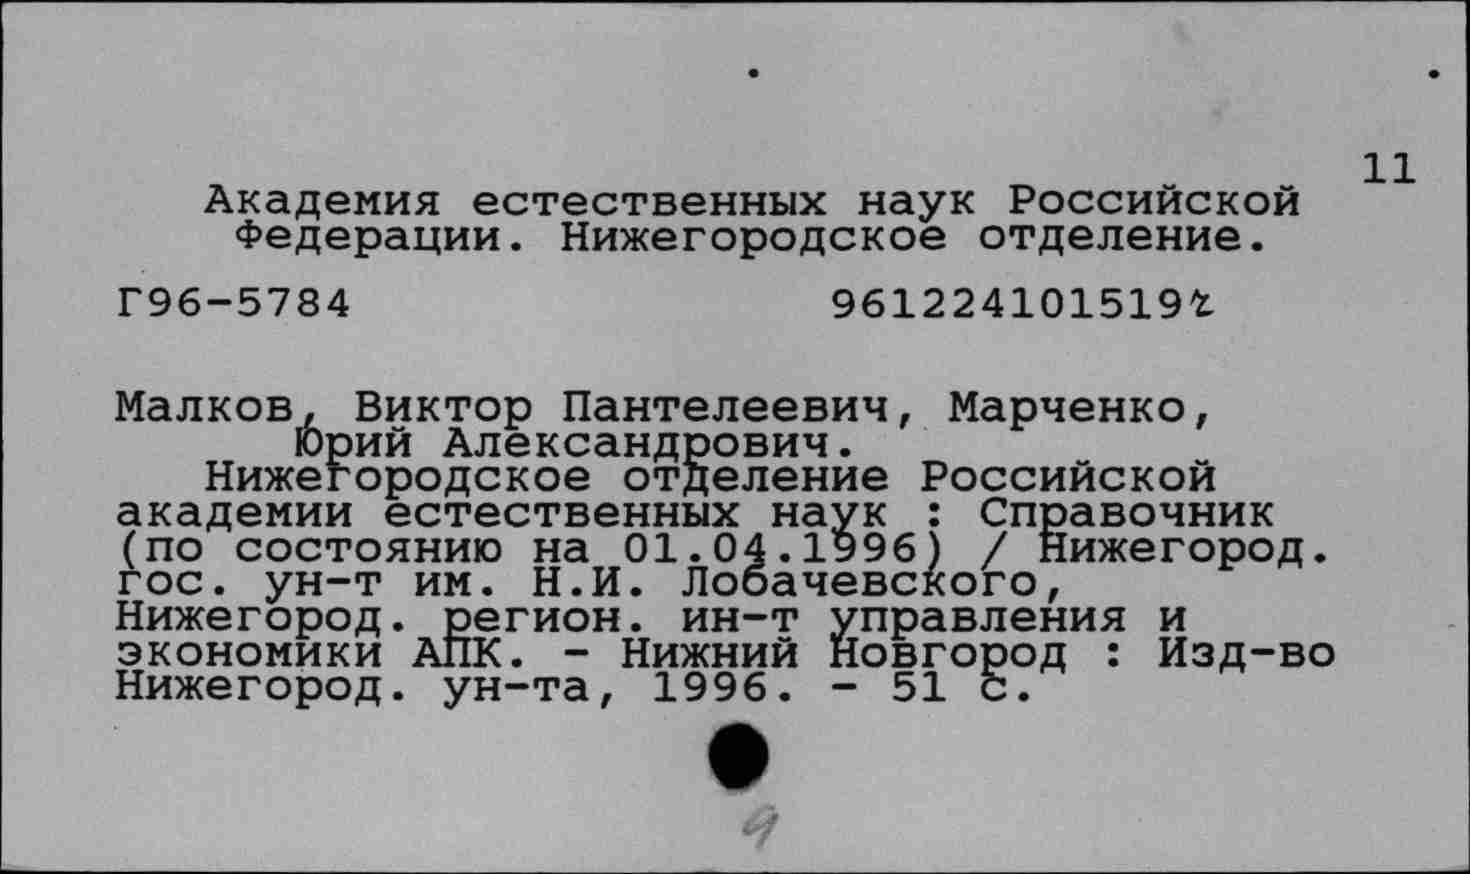 11
Академия естественных наук Российской
Федерации. Нижегородское отделение.
Г96-5784 961224101519г
Малков, Виктор Пантелеевич, Марченко,
Юрий Александрович.
Нижегородское отделение Российской
академии естественных наук : Справочник
(по состоянию на 01.04.1996) / Нижегород.
гос. ун-т им. Н.И. Лобачевского,
Нижегород. регион. ин-т управления и
экономики АПК. - Нижний Новгород : Изд-во
Нижегород. ун-та, 1996. - 51 с.